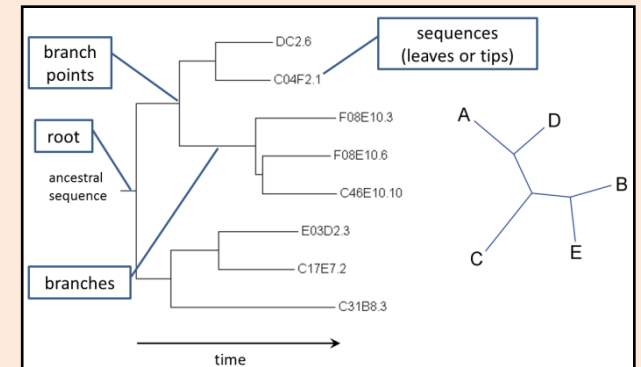 branch
points
root
ancestral
sequence
branches
DC2.6
C04F2.1
F08E10.3
F08E10.6
C46E10.10
E03D2.3
C17E7.2
C31B8.3
time
sequences
(leaves or tips)
A
D
B
E
C